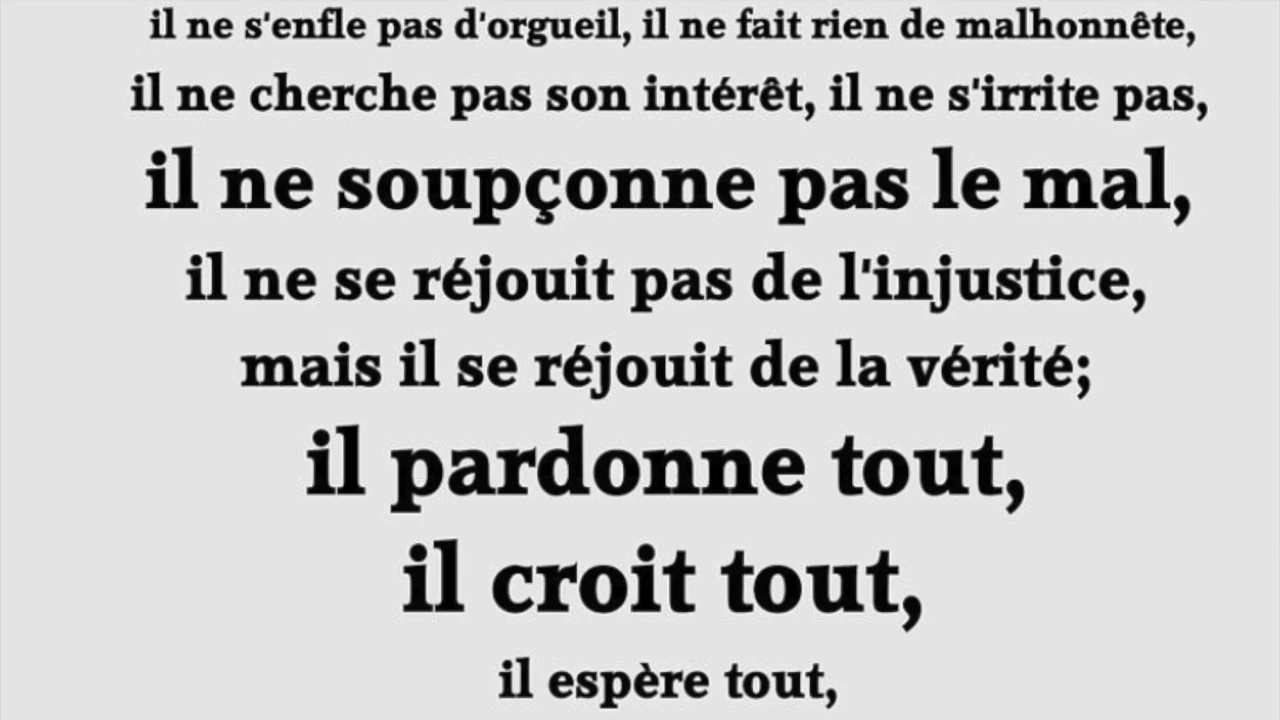 il ne s'enfle pas d'orgueil, il ne fait rien de malhonnête,
il ne cherche pas son intérêt, il ne s'irrite pas,
il ne soupçonne pas le mal,
il ne se réjouit pas de l'injustice,
mais il se réjouit de la vérité;
il pardonne tout,
il croit tout,
il espère tout,